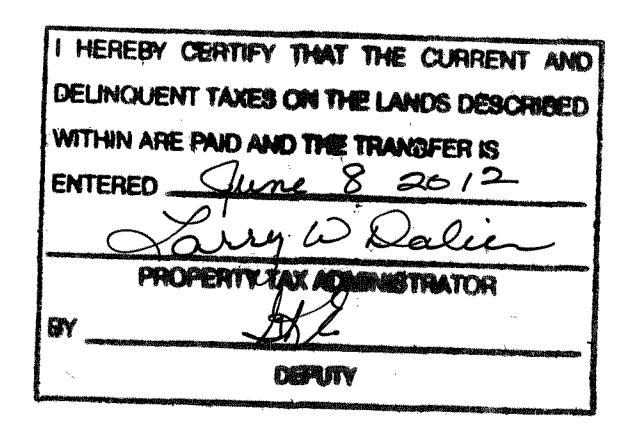 I HEREBY CERTIFY THAT THE CURRENT AND
DELINQUENT TAXES ON THE LANDS DESCRIBED
WITHIN ARE PAID AND THE TRANSFER IS
ENTERED June 8 2012
Larry W Dalien
PROPERTY TAX ADMINISTRATOR
BY
DEPUTY